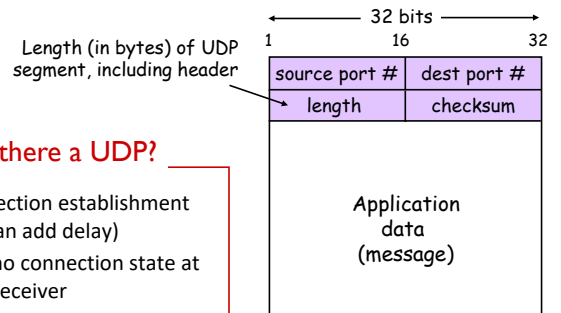 32 bits
Length (in bytes) of UDP
segment, including header
1 16 32
source port # dest port #
length checksum
there a UDP?
ection establishment
an add delay)
no connection state at
eceiver
Application
data
(message)